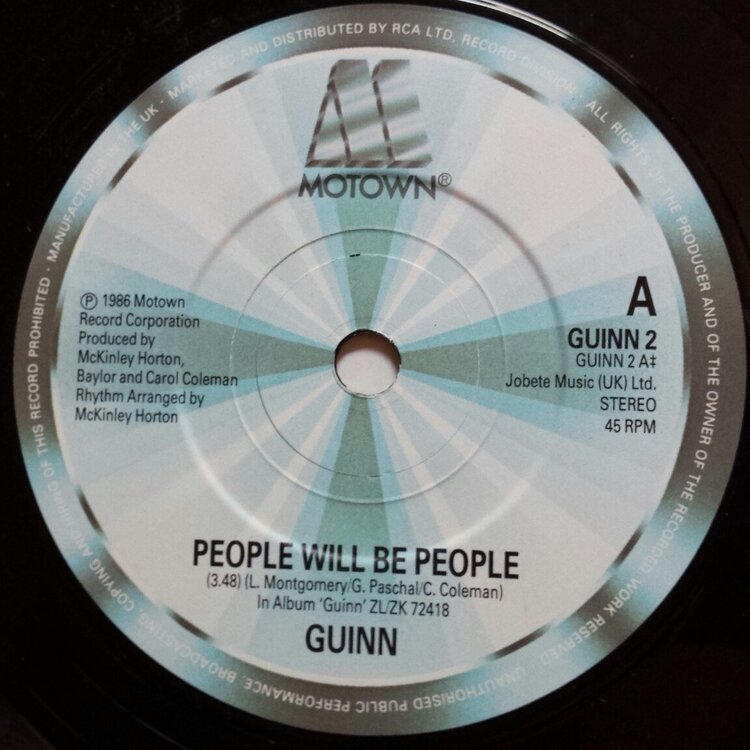 MANUFACTURED IN THE UK · MARKETED AND DISTRIBUTED BY RCA LTD, RECORD DIVISION. ALL RIGHTS OF THE PRODUCER AND OF THE OWNER OF THE RECORDED WORK RESERVED. UNAUTHORISED PUBLIC PERFORMANCE, BROADCASTING, COPYING AND HIRING OF THIS RECORD PROHIBITED ·
MOTOWN®
℗ 1986 Motown
Record Corporation
Produced by
McKinley Horton,
Baylor and Carol Coleman
Rhythm Arranged by
McKinley Horton
A
GUINN 2
GUINN 2 A‡
Jobete Music (UK) Ltd.
STEREO
45 RPM
PEOPLE WILL BE PEOPLE
(3.48) (L. Montgomery/G. Paschal/C. Coleman)
In Album 'Guinn' ZL/ZK 72418
GUINN